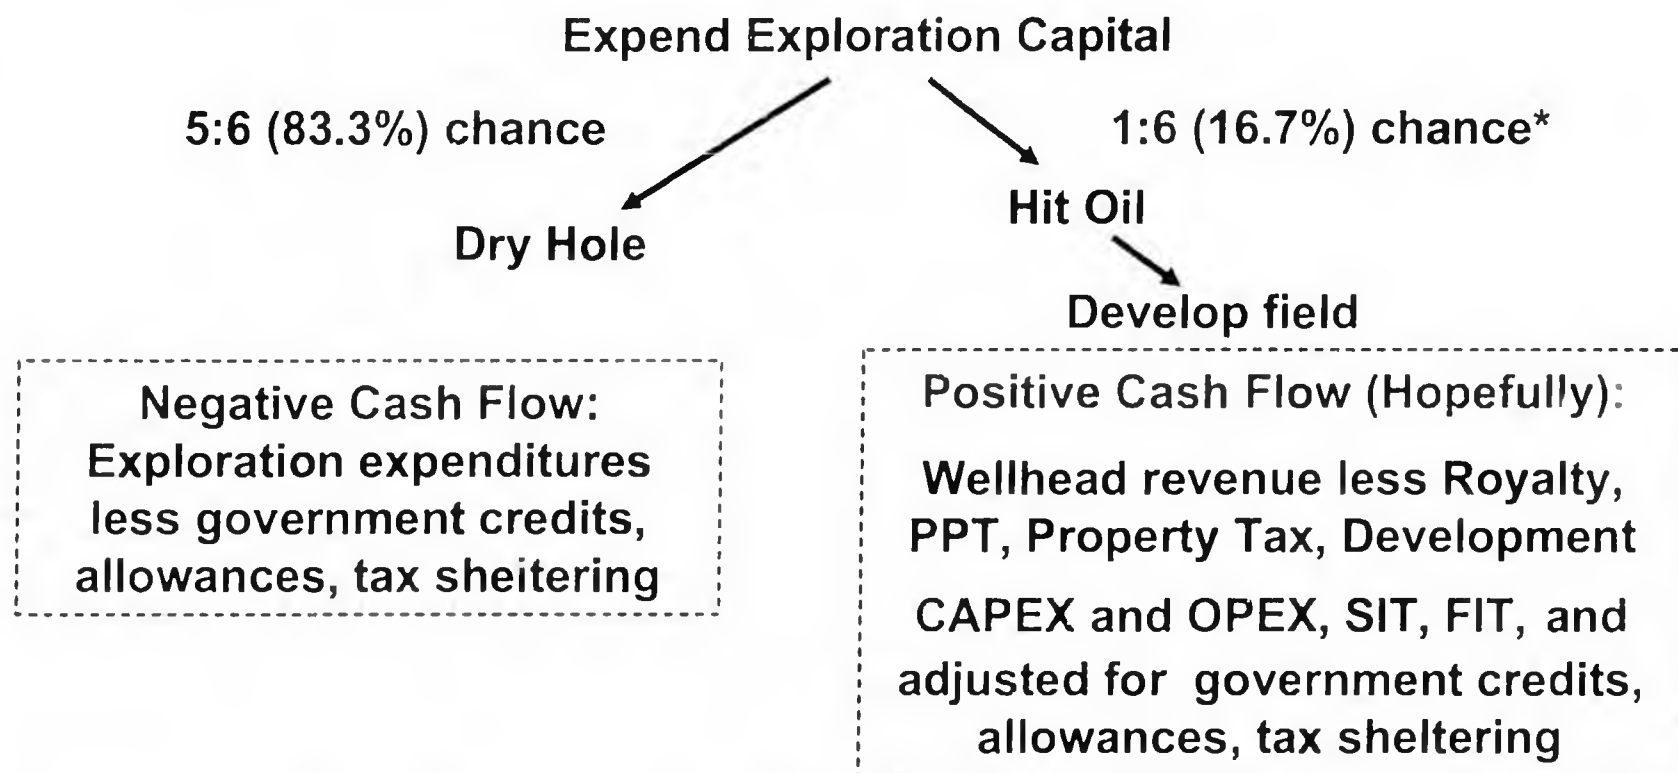 Expend Exploration Capital
5:6 (83.3%) chance
1:6 (16.7%) chance*
Hit Oil
Dry Hole
Develop field
Negative Cash Flow:
Exploration expenditures
less government credits,
allowances, tax sheitering
Positive Cash Flow (Hopefully):
Wellhead revenue less Royalty,
PPT, Property Tax, Development
CAPEX and OPEX, SIT, FIT, and
adjusted for government credits,
allowances, tax sheltering